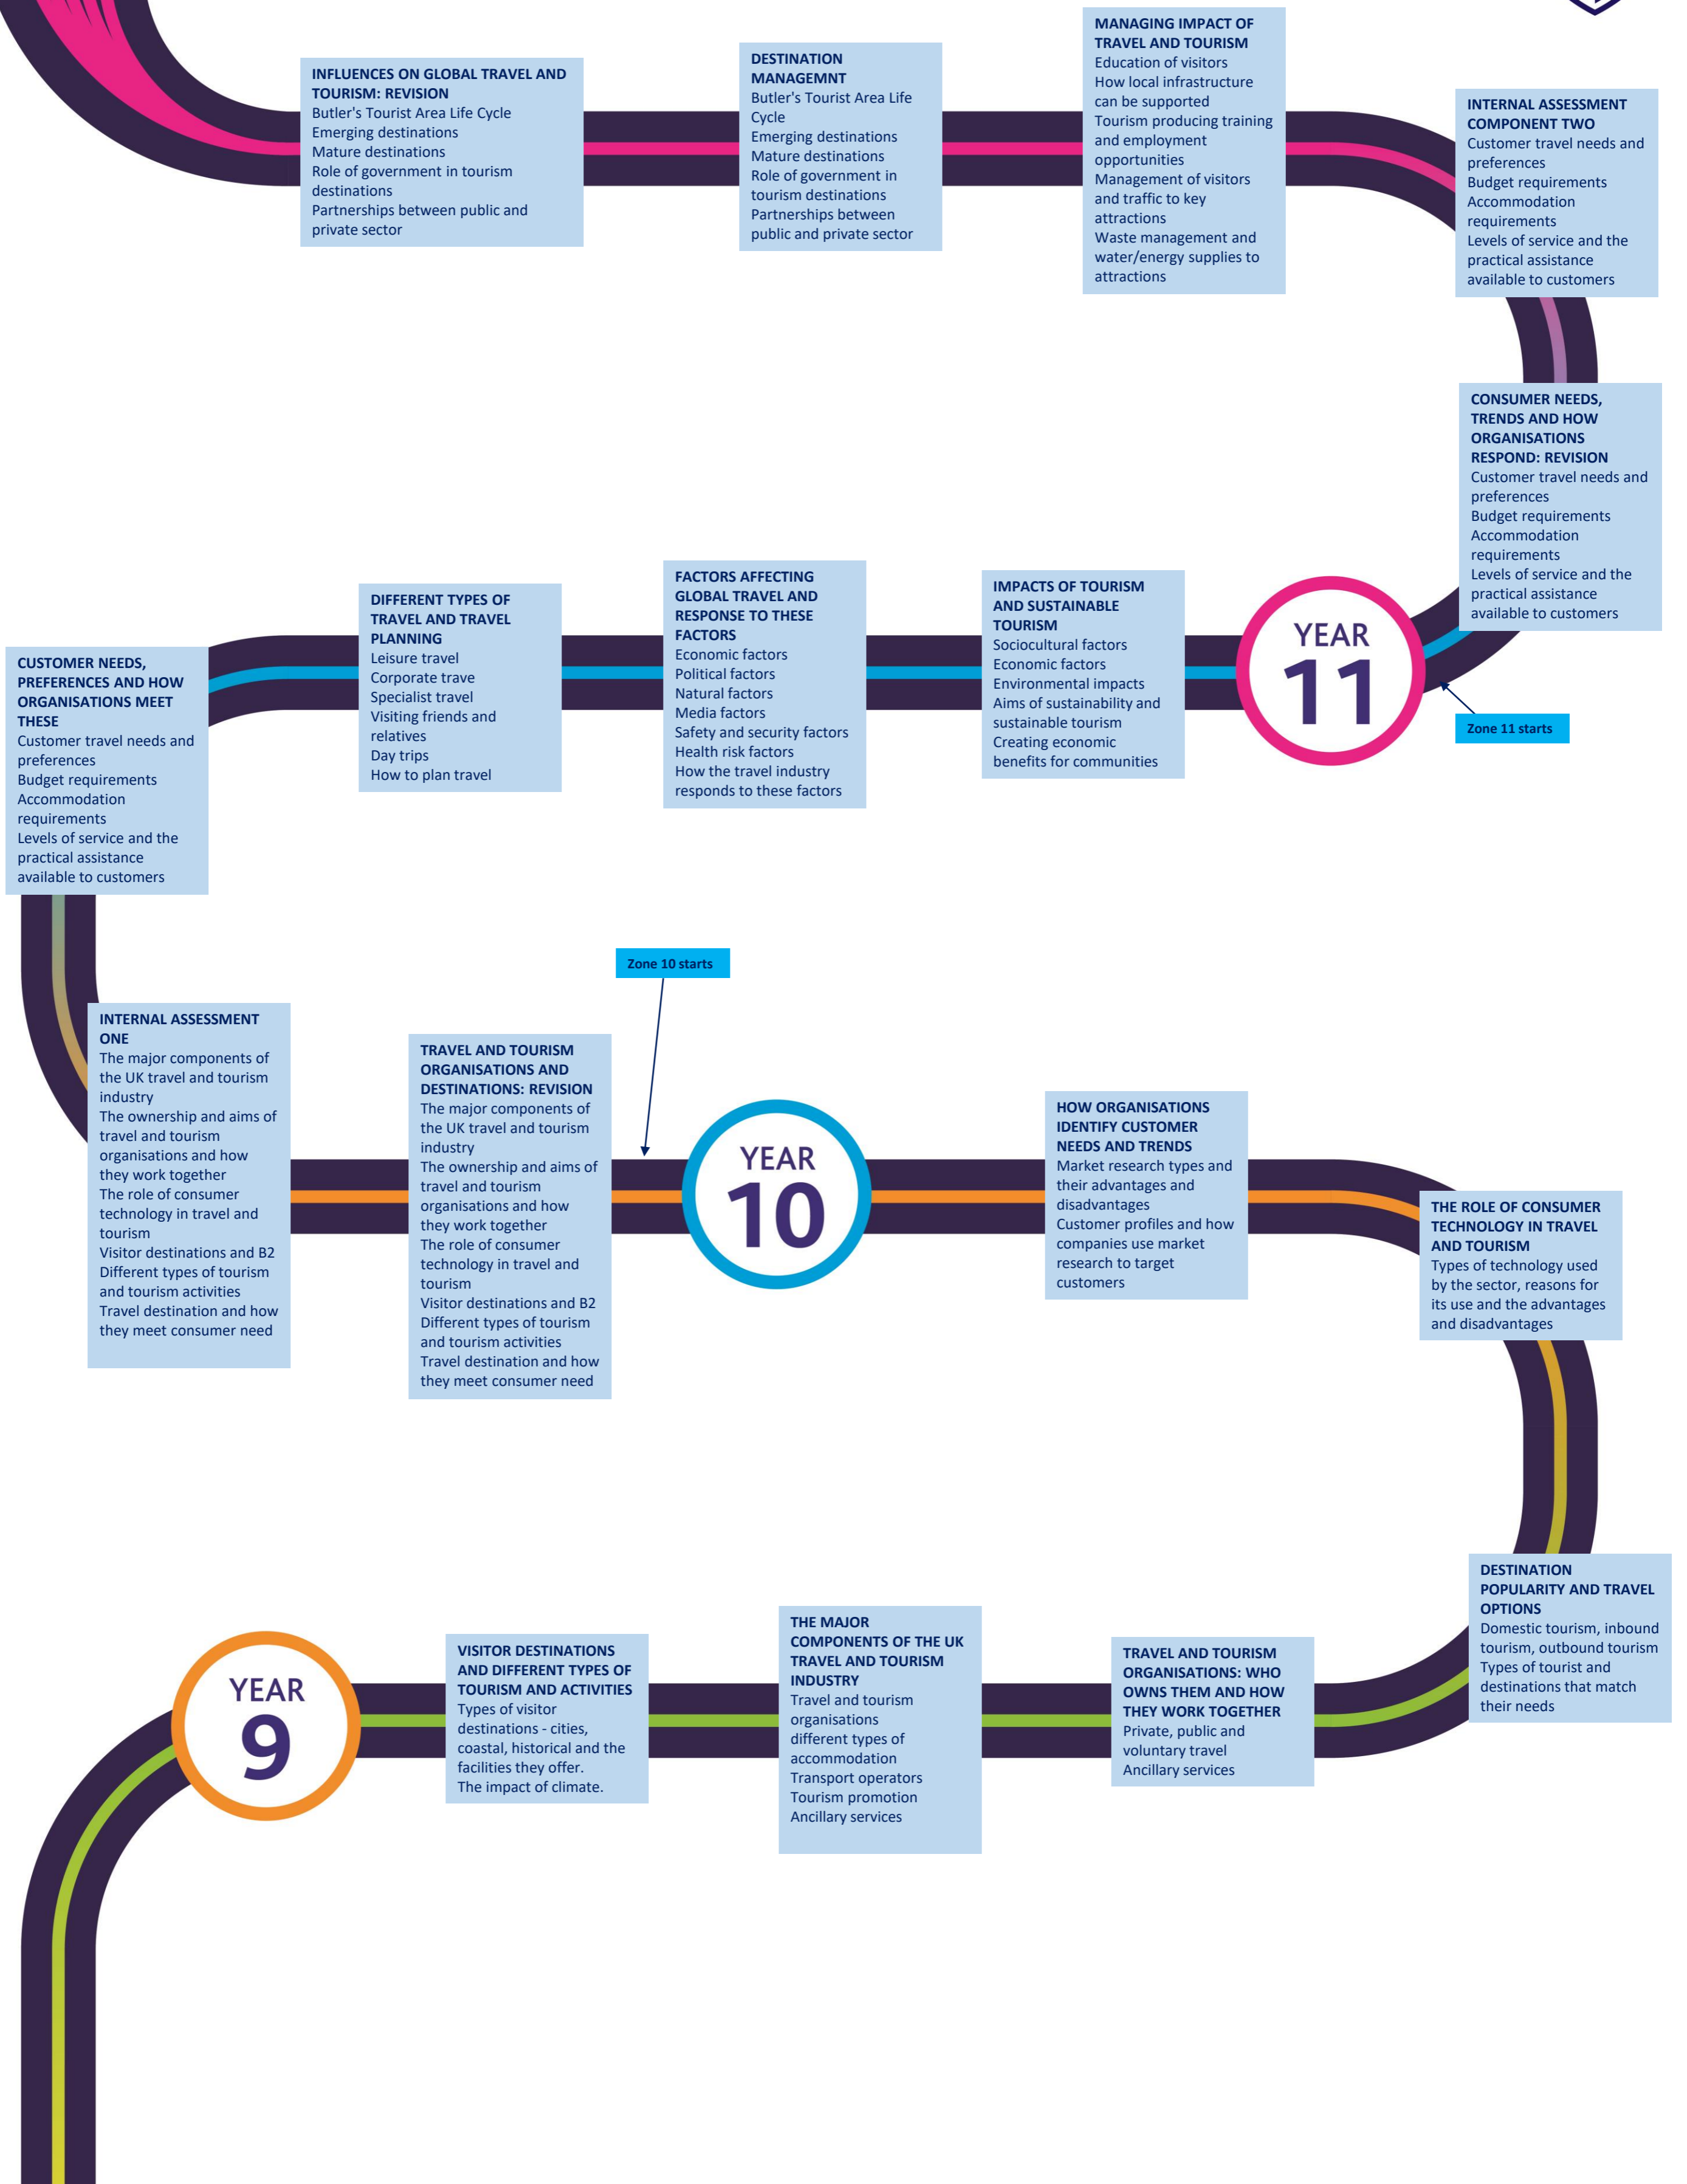 INFLUENCES ON GLOBAL TRAVEL AND
TOURISM: REVISION
Butler's Tourist Area Life Cycle
Emerging destinations
Mature destinations
Role of government in tourism
destinations
Partnerships between public and
private sector
DESTINATION
MANAGEMNT
Butler's Tourist Area Life
Cycle
Emerging destinations
Mature destinations
Role of government in
tourism destinations
Partnerships between
public and private sector
MANAGING IMPACT OF
TRAVEL AND TOURISM
Education of visitors
How local infrastructure
can be supported
Tourism producing training
and employment
opportunities
Management of visitors
and traffic to key
attractions
Waste management and
water/energy supplies to
attractions
INTERNAL ASSESSMENT
COMPONENT TWO
Customer travel needs and
preferences
Budget requirements
Accommodation
requirements
Levels of service and the
practical assistance
available to customers
CONSUMER NEEDS,
TRENDS AND HOW
ORGANISATIONS
RESPOND: REVISION
Customer travel needs and
preferences
Budget requirements
Accommodation
requirements
Levels of service and the
practical assistance
available to customers
CUSTOMER NEEDS,
PREFERENCES AND HOW
ORGANISATIONS MEET
THESE
Customer travel needs and
preferences
Budget requirements
Accommodation
requirements
Levels of service and the
practical assistance
available to customers
DIFFERENT TYPES OF
TRAVEL AND TRAVEL
PLANNING
Leisure travel
Corporate trave
Specialist travel
Visiting friends and
relatives
Day trips
How to plan travel
FACTORS AFFECTING
GLOBAL TRAVEL AND
RESPONSE TO THESE
FACTORS
Economic factors
Political factors
Natural factors
Media factors
Safety and security factors
Health risk factors
How the travel industry
responds to these factors
IMPACTS OF TOURISM
AND SUSTAINABLE
TOURISM
Sociocultural factors
Economic factors
Environmental impacts
Aims of sustainability and
sustainable tourism
Creating economic
benefits for communities
YEAR
11
Zone 11 starts
Zone 10 starts
INTERNAL ASSESSMENT
ONE
The major components of
the UK travel and tourism
industry
The ownership and aims of
travel and tourism
organisations and how
they work together
The role of consumer
technology in travel and
tourism
Visitor destinations and B2
Different types of tourism
and tourism activities
Travel destination and how
they meet consumer need
TRAVEL AND TOURISM
ORGANISATIONS AND
DESTINATIONS: REVISION
The major components of
the UK travel and tourism
industry
The ownership and aims of
travel and tourism
organisations and how
they work together
The role of consumer
technology in travel and
tourism
Visitor destinations and B2
Different types of tourism
and tourism activities
Travel destination and how
they meet consumer need
YEAR
10
HOW ORGANISATIONS
IDENTIFY CUSTOMER
NEEDS AND TRENDS
Market research types and
their advantages and
disadvantages
Customer profiles and how
companies use market
research to target
customers
THE ROLE OF CONSUMER
TECHNOLOGY IN TRAVEL
AND TOURISM
Types of technology used
by the sector, reasons for
its use and the advantages
and disadvantages
YEAR
9
VISITOR DESTINATIONS
AND DIFFERENT TYPES OF
TOURISM AND ACTIVITIES
Types of visitor
destinations - cities,
coastal, historical and the
facilities they offer.
The impact of climate.
THE MAJOR
COMPONENTS OF THE UK
TRAVEL AND TOURISM
INDUSTRY
Travel and tourism
organisations
different types of
accommodation
Transport operators
Tourism promotion
Ancillary services
TRAVEL AND TOURISM
ORGANISATIONS: WHO
OWNS THEM AND HOW
THEY WORK TOGETHER
Private, public and
voluntary travel
Ancillary services
DESTINATION
POPULARITY AND TRAVEL
OPTIONS
Domestic tourism, inbound
tourism, outbound tourism
Types of tourist and
destinations that match
their needs